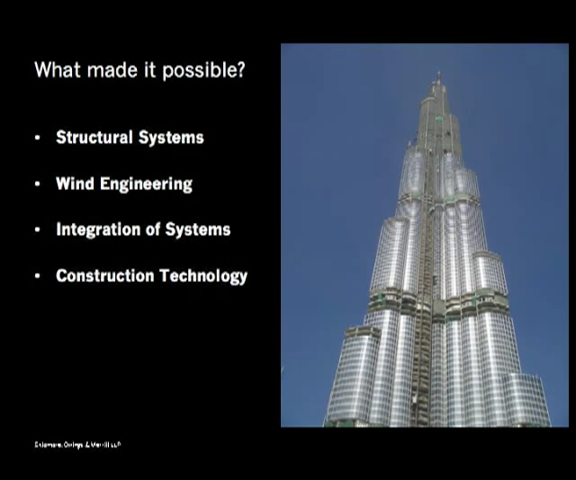 What made it possible?
• Structural Systems
• Wind Engineering
• Integration of Systems
• Construction Technology
Skidmore, Owings & Merrill LLP